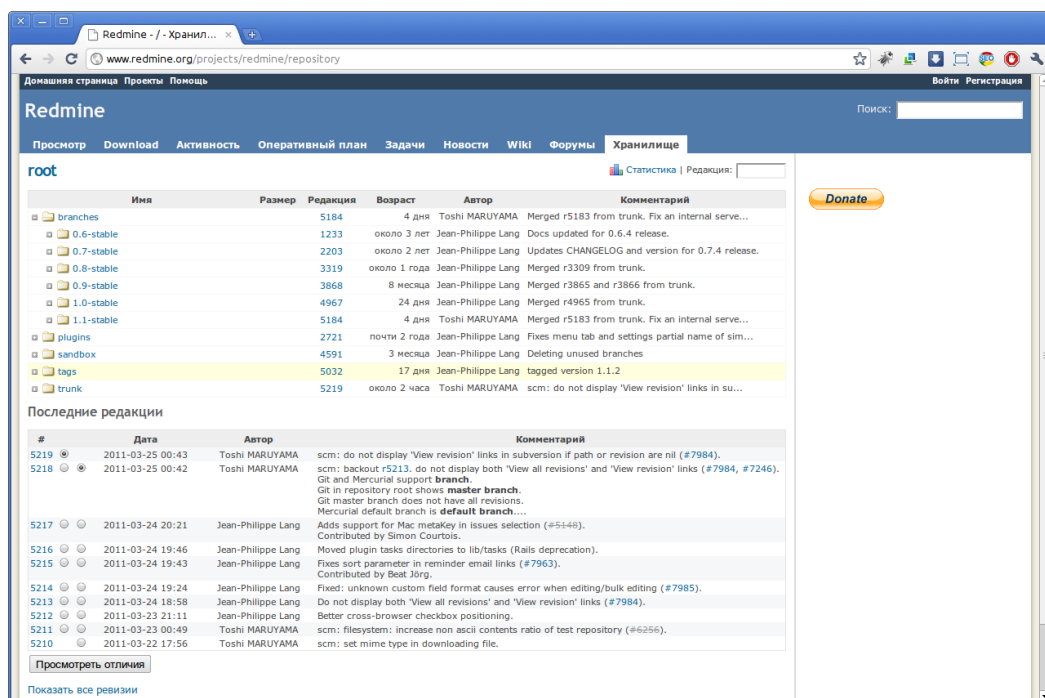 Redmine - / - Хранил...
www.redmine.org/projects/redmine/repository
Домашняя страница Проекты Помощь Войти Регистрация
Redmine Поиск:
Просмотр Download Активность Оперативный план Задачи Новости Wiki Форумы Хранилище
root Статистика | Редакция:
Donate
Имя Размер Редакция Возраст Автор Комментарий
branches 5184 4 дня Toshi MARUYAMA Merged r5183 from trunk. Fix an internal serve...
0.6-stable 1233 около 3 лет Jean-Philippe Lang Docs updated for 0.6.4 release.
0.7-stable 2203 около 2 лет Jean-Philippe Lang Updates CHANGELOG and version for 0.7.4 release.
0.8-stable 3319 около 1 года Jean-Philippe Lang Merged r3309 from trunk.
0.9-stable 3868 8 месяца Jean-Philippe Lang Merged r3865 and r3866 from trunk.
1.0-stable 4967 24 дня Jean-Philippe Lang Merged r4965 from trunk.
1.1-stable 5184 4 дня Toshi MARUYAMA Merged r5183 from trunk. Fix an internal serve...
plugins 2721 почти 2 года Jean-Philippe Lang Fixes menu tab and settings partial name of sim...
sandbox 4591 3 месяца Jean-Philippe Lang Deleting unused branches
tags 5032 17 дня Jean-Philippe Lang tagged version 1.1.2
trunk 5219 около 2 часа Toshi MARUYAMA scm: do not display 'View revision' links in su...
Последние редакции
# Дата Автор Комментарий
5219 2011-03-25 00:43 Toshi MARUYAMA scm: do not display 'View revision' links in subversion if path or revision are nil (#7984).
5218 2011-03-25 00:42 Toshi MARUYAMA scm: backout r5213. do not display both 'View all revisions' and 'View revision' links (#7984, #7246).
Git and Mercurial support branch.
Git in repository root shows master branch.
Git master branch does not have all revisions.
Mercurial default branch is default branch....
5217 2011-03-24 20:21 Jean-Philippe Lang Adds support for Mac metaKey in issues selection (#5148).
Contributed by Simon Courtois.
5216 2011-03-24 19:46 Jean-Philippe Lang Moved plugin tasks directories to lib/tasks (Rails deprecation).
5215 2011-03-24 19:43 Jean-Philippe Lang Fixes sort parameter in reminder email links (#7963).
Contributed by Beat Jörg.
5214 2011-03-24 19:24 Jean-Philippe Lang Fixed: unknown custom field format causes error when editing/bulk editing (#7985).
5213 2011-03-24 18:58 Jean-Philippe Lang Do not display both 'View all revisions' and 'View revision' links (#7984).
5212 2011-03-23 21:11 Jean-Philippe Lang Better cross-browser checkbox positioning.
5211 2011-03-23 00:49 Toshi MARUYAMA scm: filesystem: increase non ascii contents ratio of test repository (#6256).
5210 2011-03-22 17:56 Toshi MARUYAMA scm: set mime type in downloading file.
Просмотреть отличия
Показать все ревизии